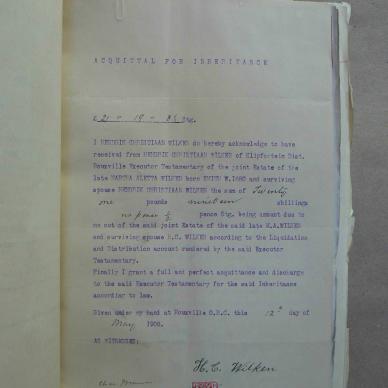 ACQUITTAL FOR INHERITANCE
£21 - 19 - 0½ Stg.
I HENDRIK CHRISTIAAN WILKEN do hereby acknowledge to have
received from HENDRIK CHRISTIAAN WILKEN of Klipfontein Dist.
Rouxville Executor Testamentary of the joint Estate of the
late MARTHA ALETTA WILKEN born and surviving
spouse HENDRIK CHRISTIAAN WILKEN the sum of Twenty
one pounds nineteen shillings
no pence ½ pence Stg. being amount due to
me out of the said joint Estate of the said late M.A.WILKEN
and surviving spouse H.C. WILKEN according to the Liquidation
and Distribution account rendered by the said Executor
Testamentary.
Finally I grant a full and perfect acquittance and discharge
to the said Executor Testamentary for the said Inheritance
according to law.
Given under my hand at Rouxville O.R.C. this 12th day of
May 1908.
AS WITNESSES:
H. C. Wilken